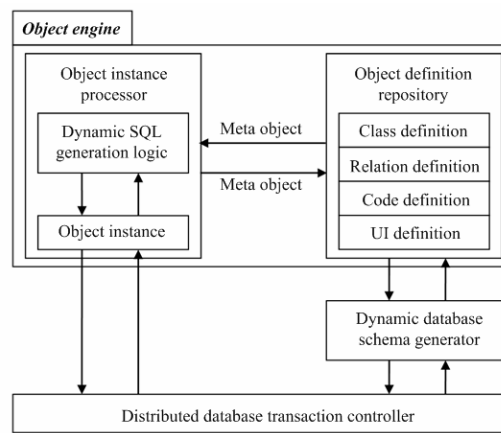 Object engine
Object instance
processor
Dynamic SQL
generation logic
Object instance
Meta object
Meta object
Object definition
repository
Class definition
Relation definition
Code definition
UI definition
Dynamic database
schema generator
Distributed database transaction controller